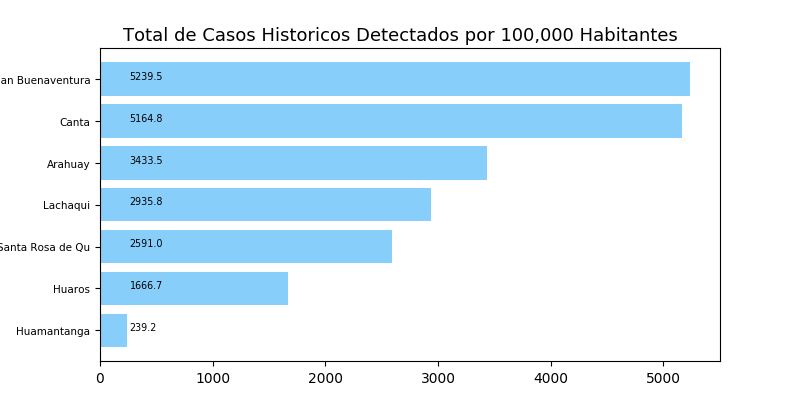 Total de Casos Historicos Detectados por 100,000 Habitantes
an Buenaventura 5239.5
Canta 5164.8
Arahuay 3433.5
Lachaqui 2935.8
Santa Rosa de Qu 2591.0
Huaros 1666.7
Huamantanga 239.2
0 1000 2000 3000 4000 5000